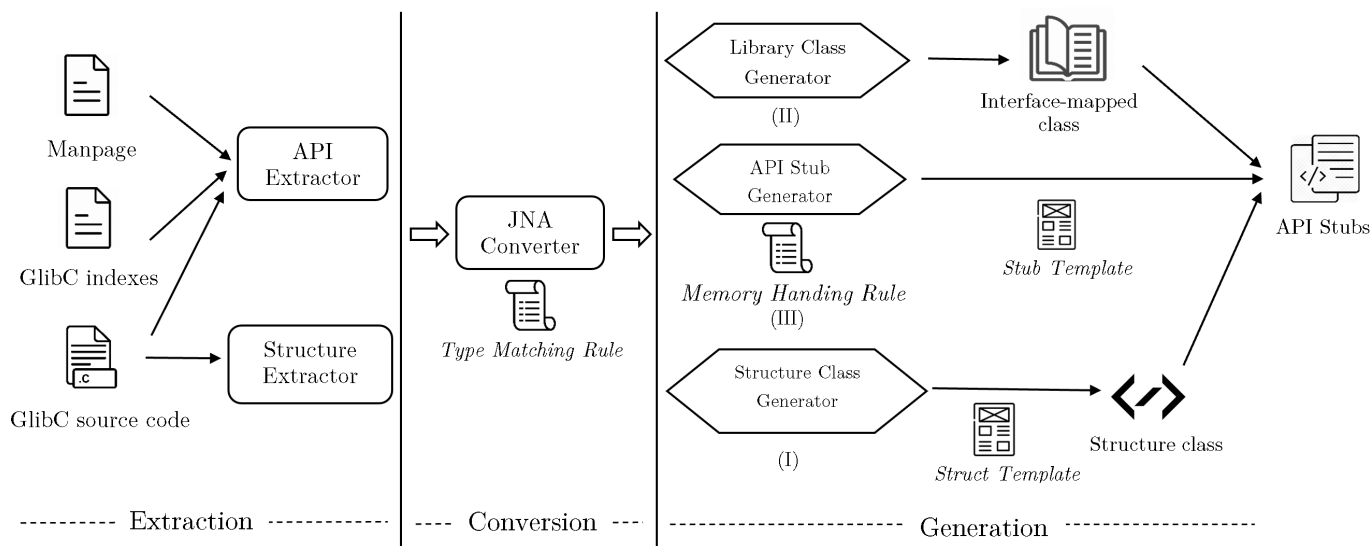 Manpage
GlibC indexes
GlibC source code
.C
API
Extractor
Structure
Extractor
Extraction
JNA
Converter
Type Matching Rule
Conversion
Library Class
Generator
(II)
Interface-mapped
class
API Stub
Generator
Memory Handing Rule
(III)
Stub Template
API Stubs
Structure Class
Generator
(I)
Struct Template
Structure class
Generation